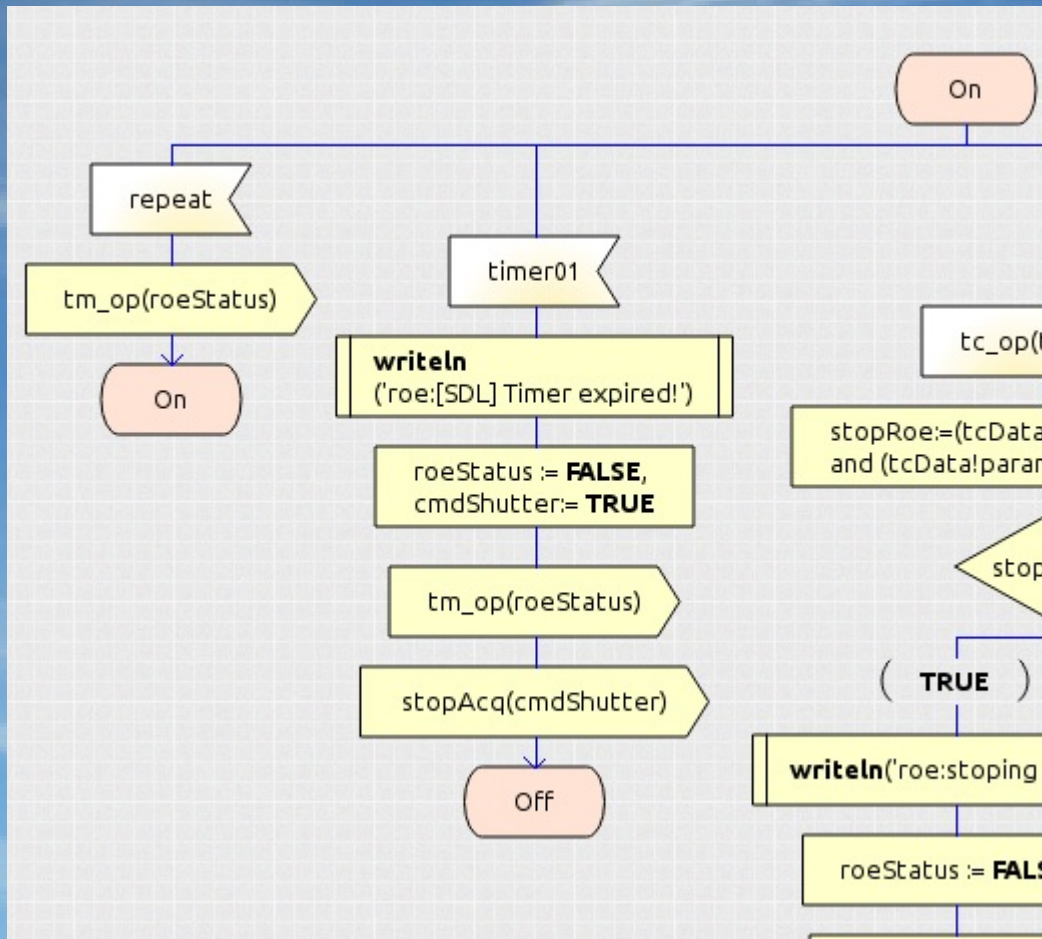 On
repeat
tm_op(roeStatus)
On
timer01
writeln
('roe:[SDL] Timer expired!')
roeStatus := FALSE,
cmdShutter:= TRUE
tm_op(roeStatus)
stopAcq(cmdShutter)
Off
tc_op(
stopRoe:=(tcData
and (tcData!para
stop
( TRUE )
writeln('roe:stoping
roeStatus := FALS